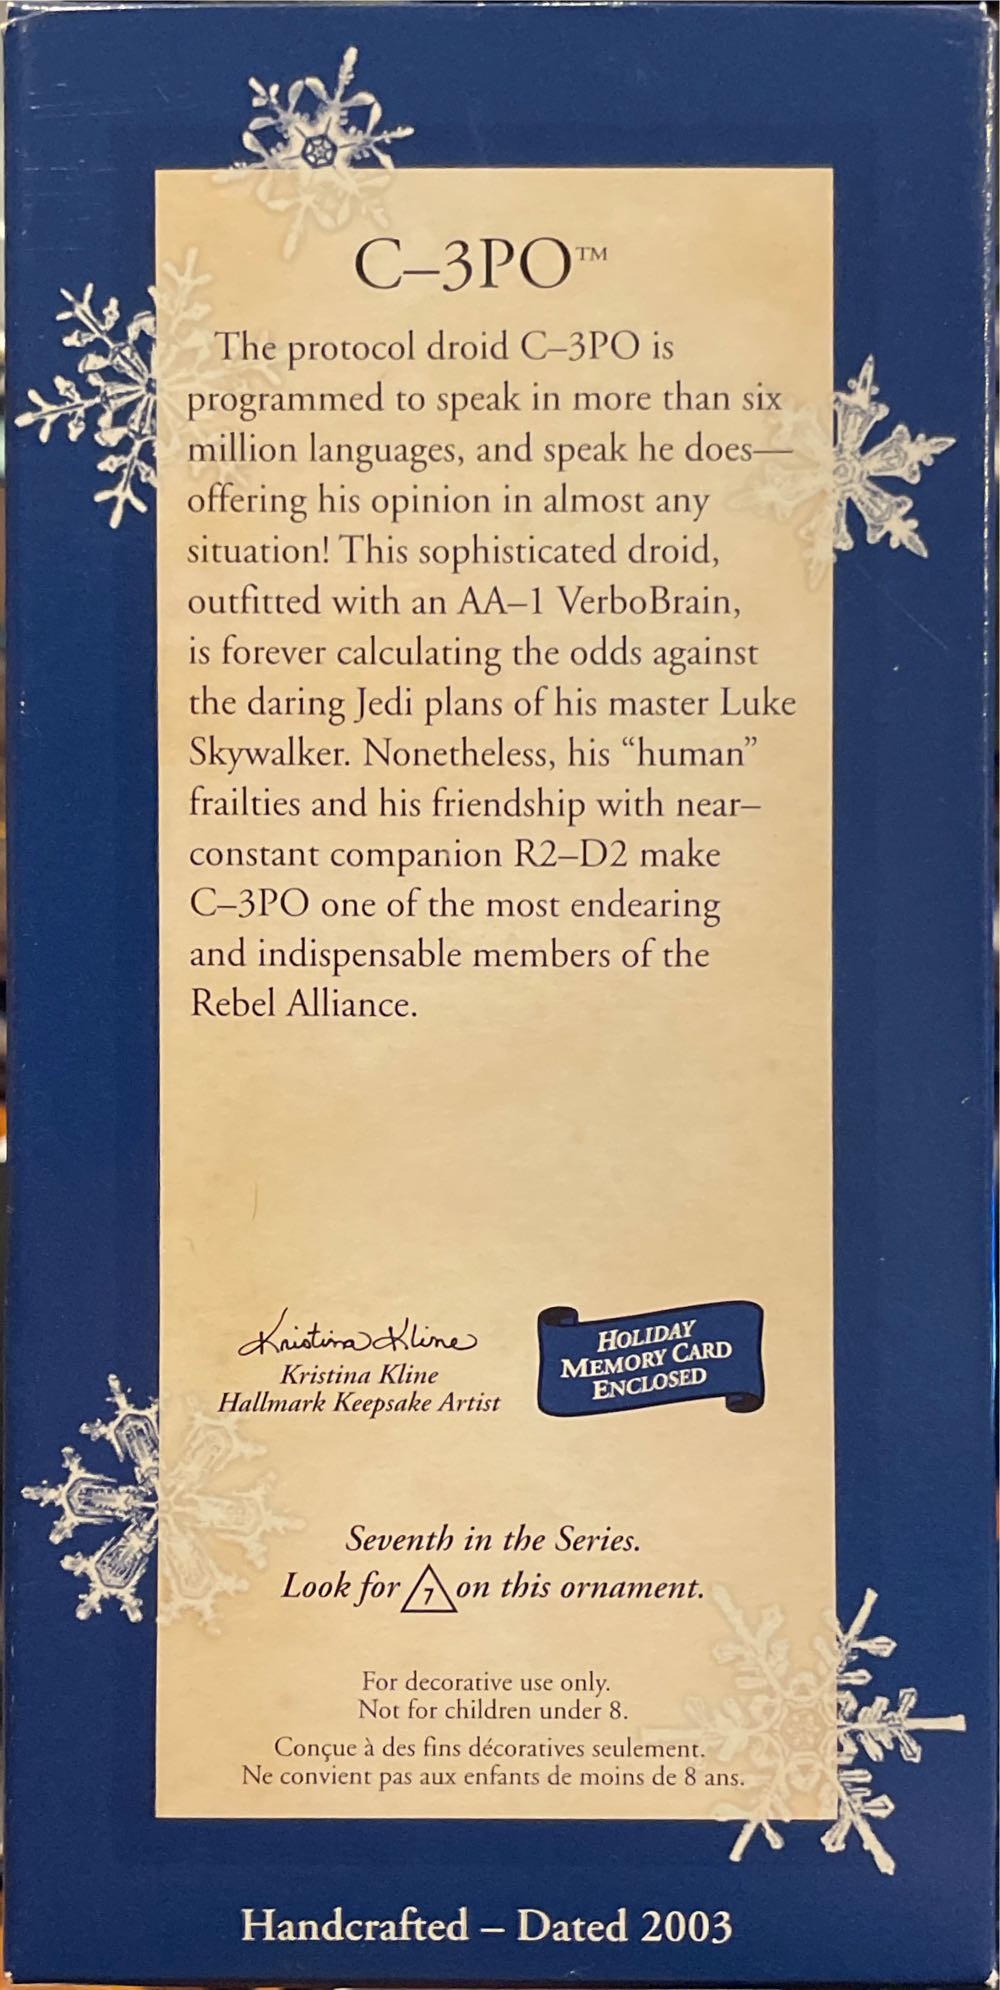 C–3PO™
The protocol droid C–3PO is
programmed to speak in more than six
million languages, and speak he does—
offering his opinion in almost any
situation! This sophisticated droid,
outfitted with an AA–1 VerboBrain,
is forever calculating the odds against
the daring Jedi plans of his master Luke
Skywalker. Nonetheless, his “human”
frailties and his friendship with near–
constant companion R2–D2 make
C–3PO one of the most endearing
and indispensable members of the
Rebel Alliance.
Kristina Kline
Kristina Kline
Hallmark Keepsake Artist
HOLIDAY
MEMORY CARD
ENCLOSED
Seventh in the Series.
Look for 7 on this ornament.
For decorative use only.
Not for children under 8.
Conçue à des fins décoratives seulement.
Ne convient pas aux enfants de moins de 8 ans.
Handcrafted – Dated 2003